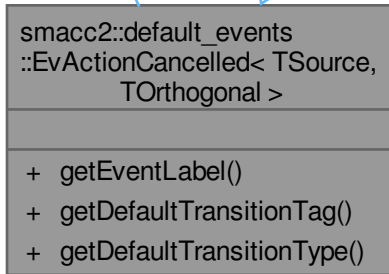 smacc2::default_events
::EvActionCancelled< TSource,
TOrthogonal >
+ getEventLabel()
+ getDefaultTransitionTag()
+ getDefaultTransitionType()